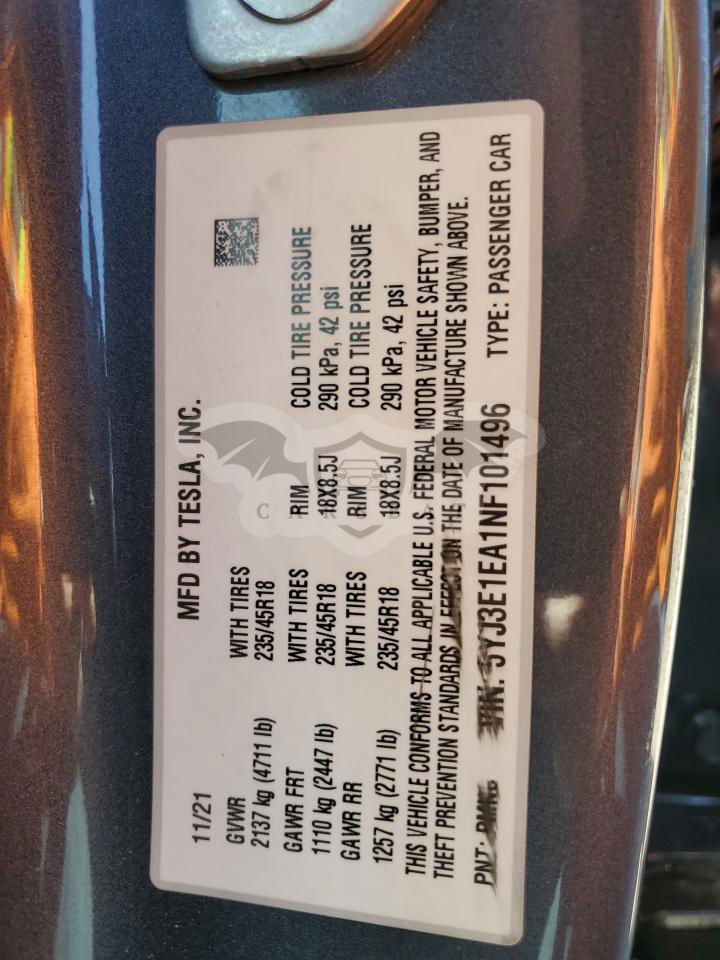 11/21 MFD BY TESLA, INC.
GVWR WITH TIRES
2137 kg (4711 lb) 235/45R18
GAWR FRT WITH TIRES RIM COLD TIRE PRESSURE
1110 kg (2447 lb) 235/45R18 18X8.5J 290 kPa, 42 psi
GAWR RR WITH TIRES RIM COLD TIRE PRESSURE
1257 kg (2771 lb) 235/45R18 18X8.5J 290 kPa, 42 psi
THIS VEHICLE CONFORMS TO ALL APPLICABLE U.S. FEDERAL MOTOR VEHICLE SAFETY, BUMPER, AND
THEFT PREVENTION STANDARDS IN EFFECT ON THE DATE OF MANUFACTURE SHOWN ABOVE.
PNT: VIN: 5YJ3E1EA1NF101496 TYPE: PASSENGER CAR